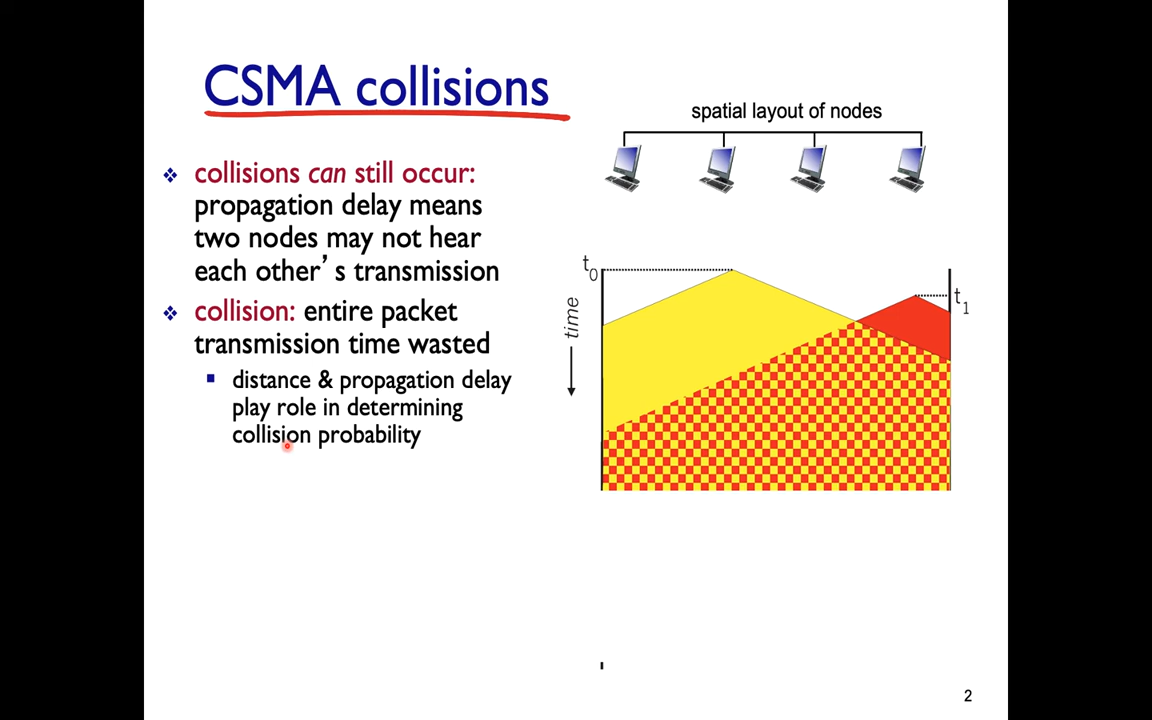 CSMA collisions
collisions can still occur:
propagation delay means
two nodes may not hear
each other's transmission
collision: entire packet
transmission time wasted
distance & propagation delay
play role in determining
collision probability
spatial layout of nodes
t0
time
t1
2